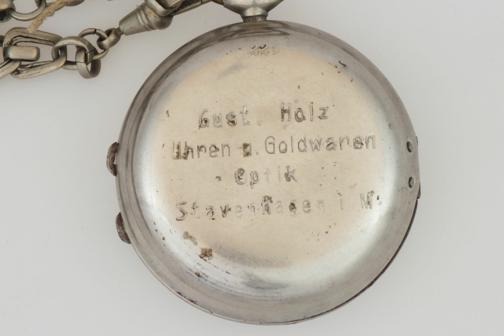 Gust. Holz
Uhren u. Goldwaren
Optik
Stavenhagen i M.